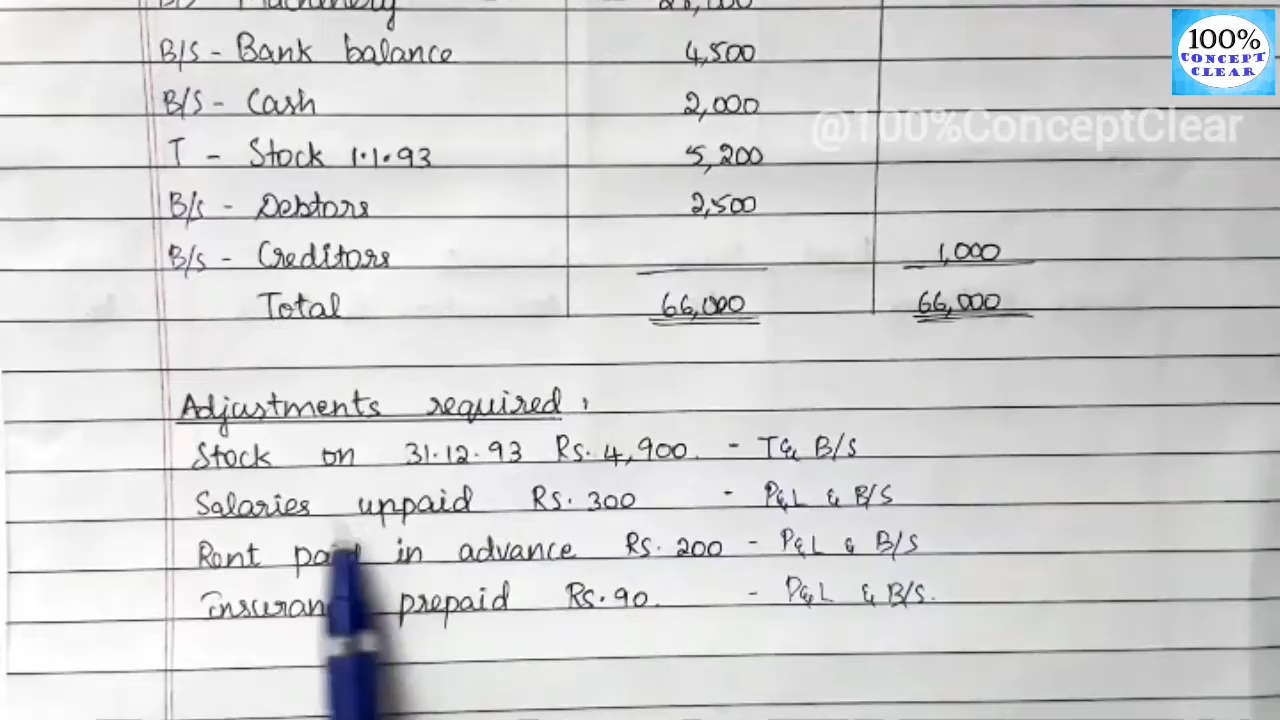 B/S - Machinery
100%
CONCEPT
CLEAR
B/S - Bank balance 4,500
B/S - Cash 2,000
@100%ConceptClear
T - Stock 1.1.93 5,200
B/S - Debtors 2,500
B/S - Creditors 1,000
Total 66,000 66,000
Adjustments required :
Stock on 31.12.93 Rs. 4,900. - T & B/S
Salaries unpaid Rs. 300 - P&L & B/S
Rent paid in advance Rs. 200 - P&L & B/S
prepaid Rs. 90. - P&L & B/S.